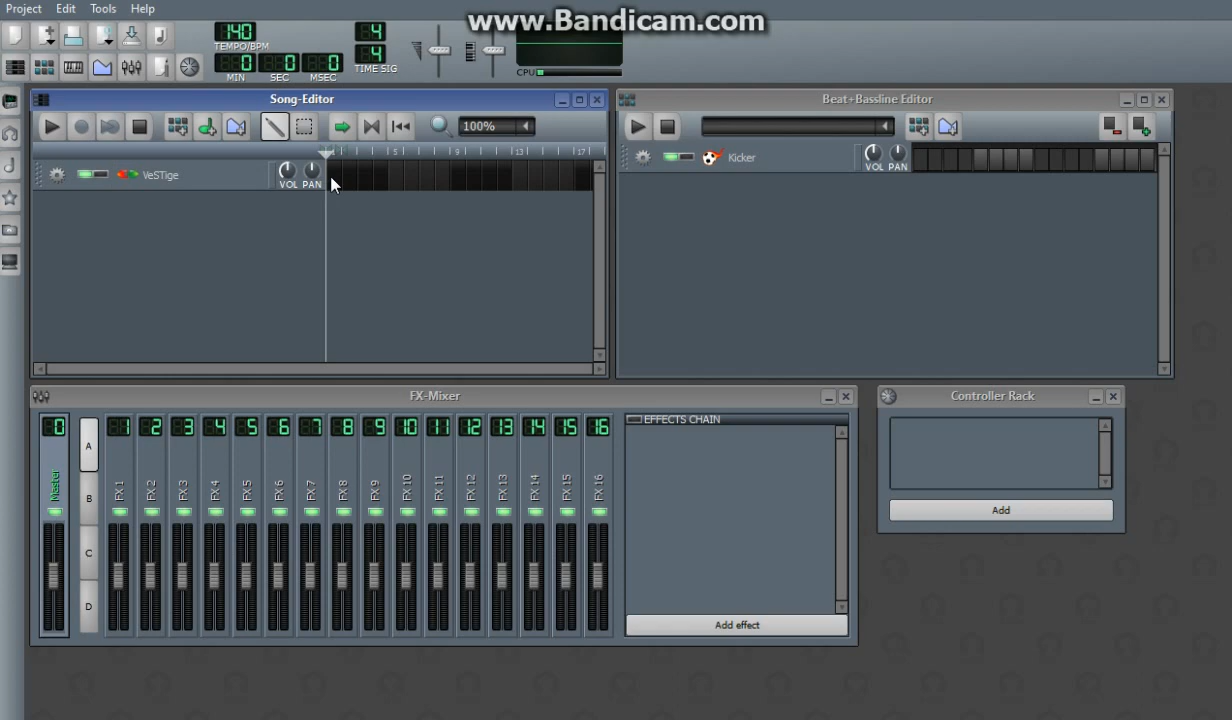 Project Edit Tools Help
www.Bandicam.com
140
TEMPO/BPM
0 0 0
MIN SEC MSEC
4
4
TIME SIG
CPU
Song-Editor
100%
5 9 13 17
VeSTige
VOL PAN
Beat+Bassline Editor
Kicker
VOL PAN
FX-Mixer
0 1 2 3 4 5 6 7 8 9 10 11 12 13 14 15 16
Master FX 1 FX 2 FX 3 FX 4 FX 5 FX 6 FX 7 FX 8 FX 9 FX 10 FX 11 FX 12 FX 13 FX 14 FX 15 FX 16
A
B
C
D
EFFECTS CHAIN
Add effect
Controller Rack
Add